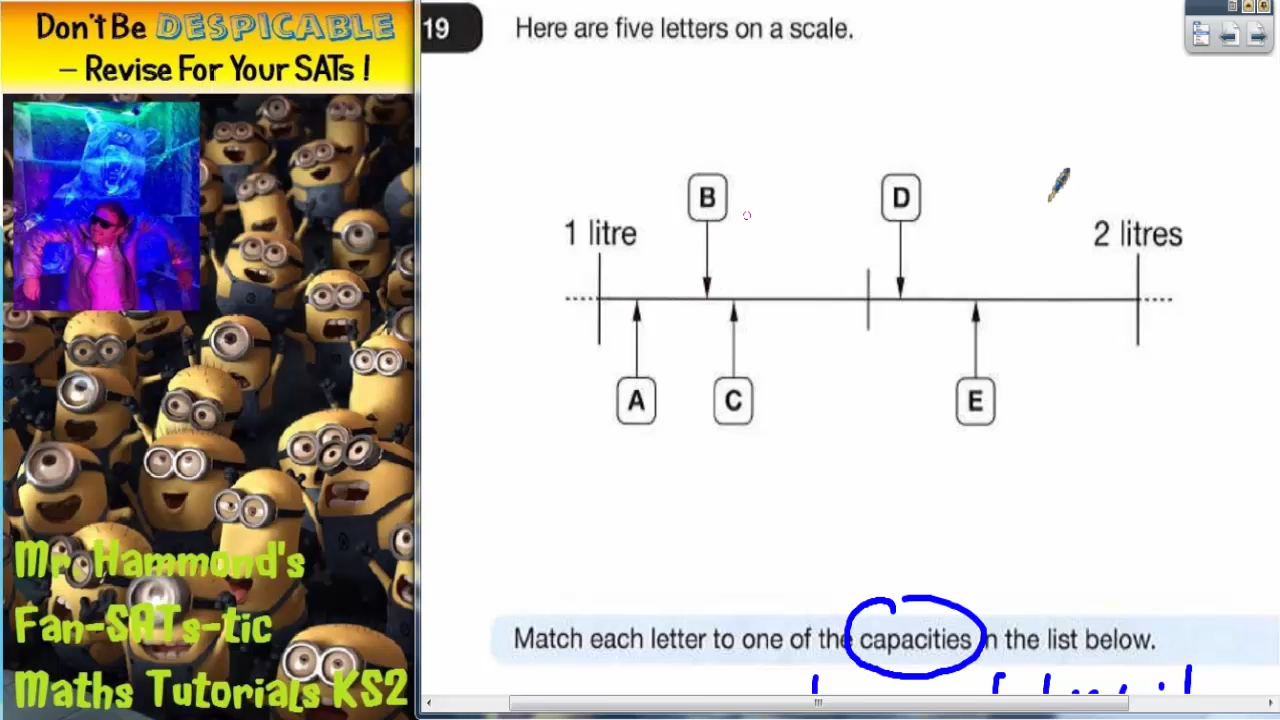 Don't Be DESPICABLE
– Revise For Your SATs !
19
Here are five letters on a scale.
B
D
1 litre
2 litres
A
C
E
Match each letter to one of the capacities in the list below.
Mr. Hammond's
Fan-SATs-tic
Maths Tutorials KS2